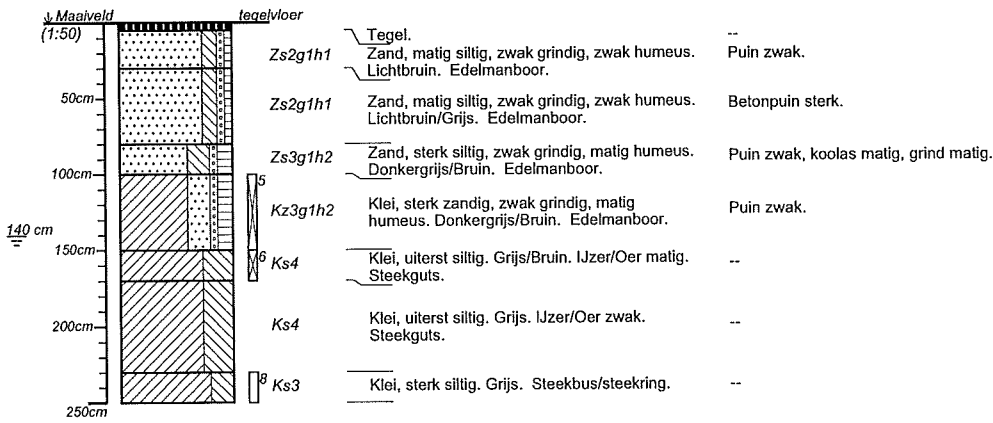 Maaiveld tegelvloer
(1:50)
Tegel. --
Zs2g1h1 Zand, matig siltig, zwak grindig, zwak humeus. Puin zwak.
Lichtbruin. Edelmanboor.
50cm Zs2g1h1 Zand, matig siltig, zwak grindig, zwak humeus. Betonpuin sterk.
Lichtbruin/Grijs. Edelmanboor.
Zs3g1h2 Zand, sterk siltig, zwak grindig, matig humeus. Puin zwak, koolas matig, grind matig.
Donkergrijs/Bruin. Edelmanboor.
100cm 5
Kz3g1h2 Klei, sterk zandig, zwak grindig, matig Puin zwak.
humeus. Donkergrijs/Bruin. Edelmanboor.
140 cm
150cm 6 Ks4 Klei, uiterst siltig. Grijs/Bruin. IJzer/Oer matig. --
Steekguts.
200cm Ks4 Klei, uiterst siltig. Grijs. IJzer/Oer zwak. --
Steekguts.
8 Ks3 Klei, sterk siltig. Grijs. Steekbus/steekring. --
250cm